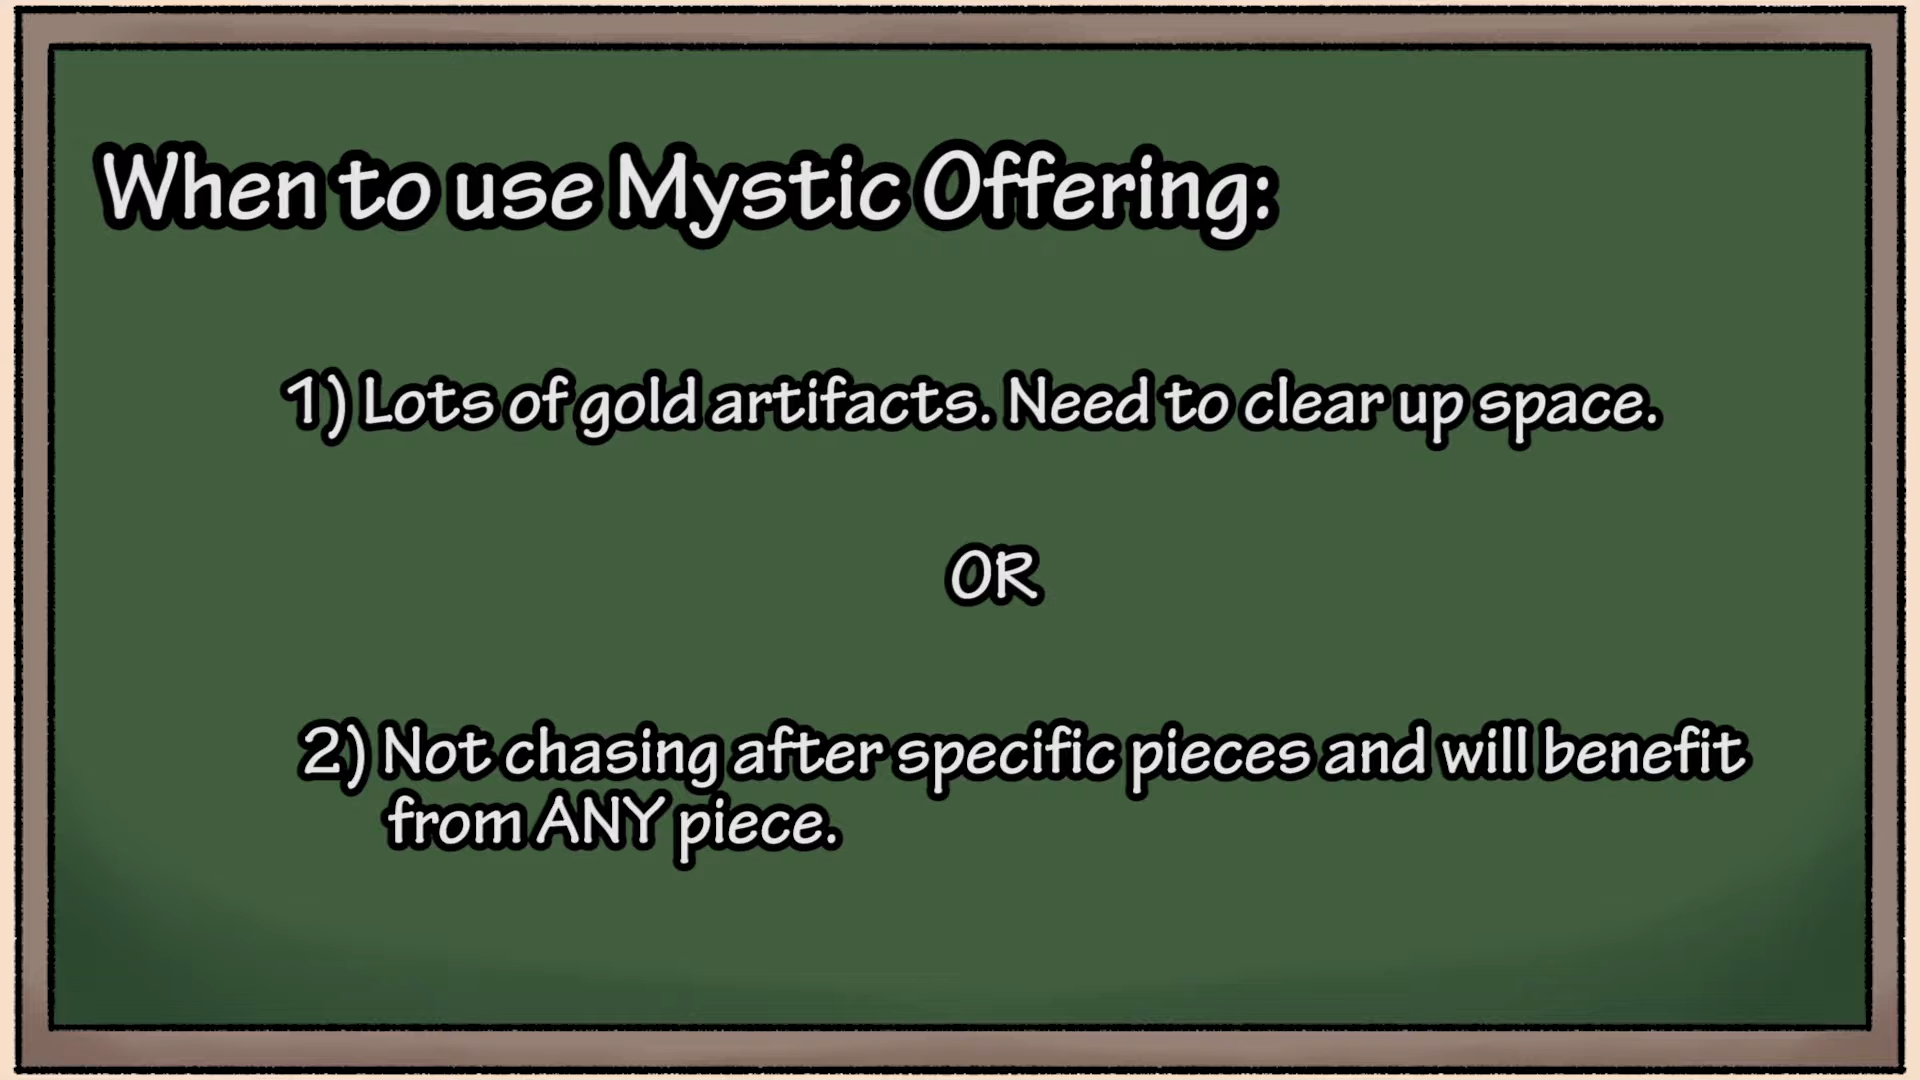 When to use Mystic Offering:
1) Lots of gold artifacts. Need to clear up space.
OR
2) Not chasing after specific pieces and will benefit
from ANY piece.